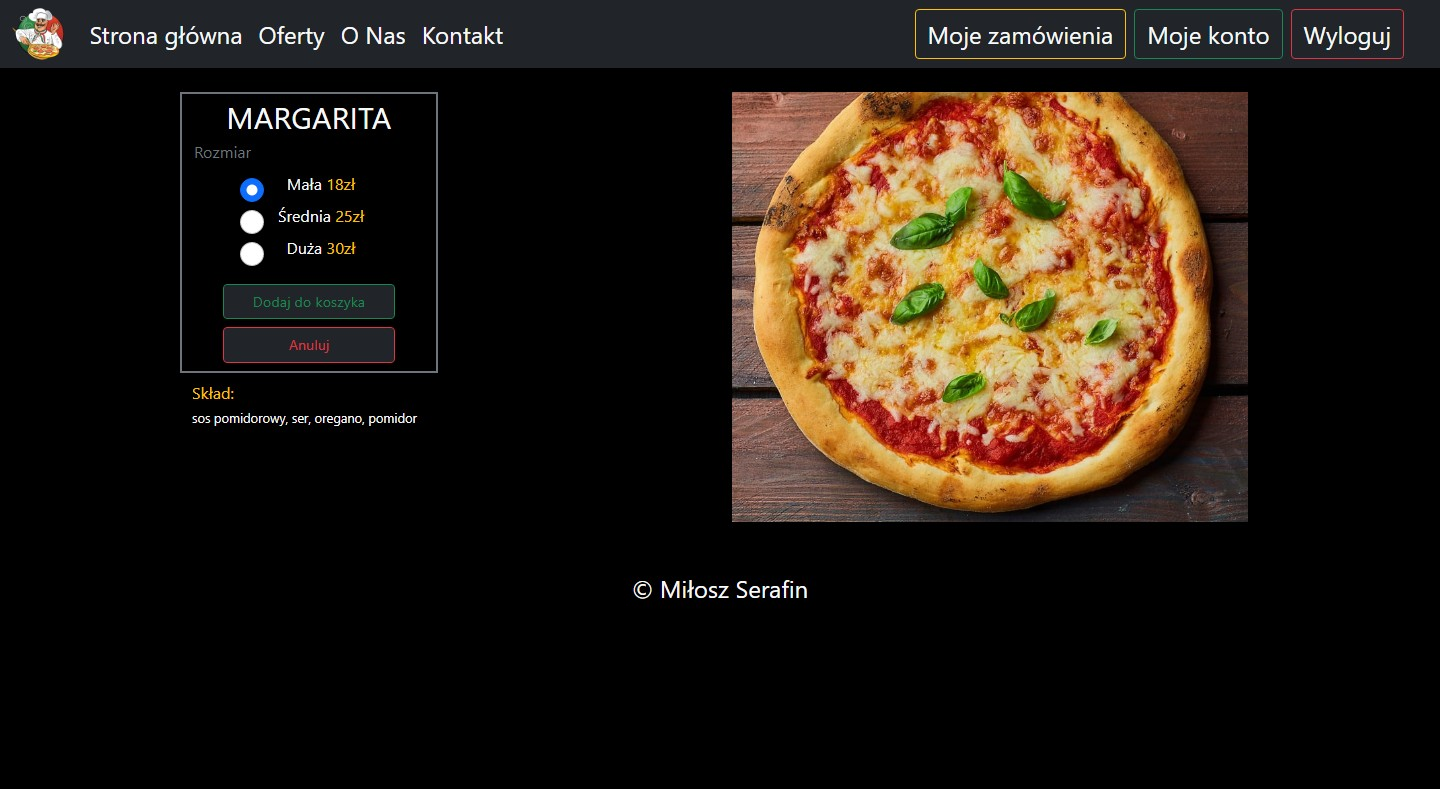 Strona główna Oferty O Nas Kontakt Moje zamówienia Moje konto Wyloguj
MARGARITA
Rozmiar
Mała 18zł
Średnia 25zł
Duża 30zł
Dodaj do koszyka
Anuluj
Skład:
sos pomidorowy, ser, oregano, pomidor
© Miłosz Serafin